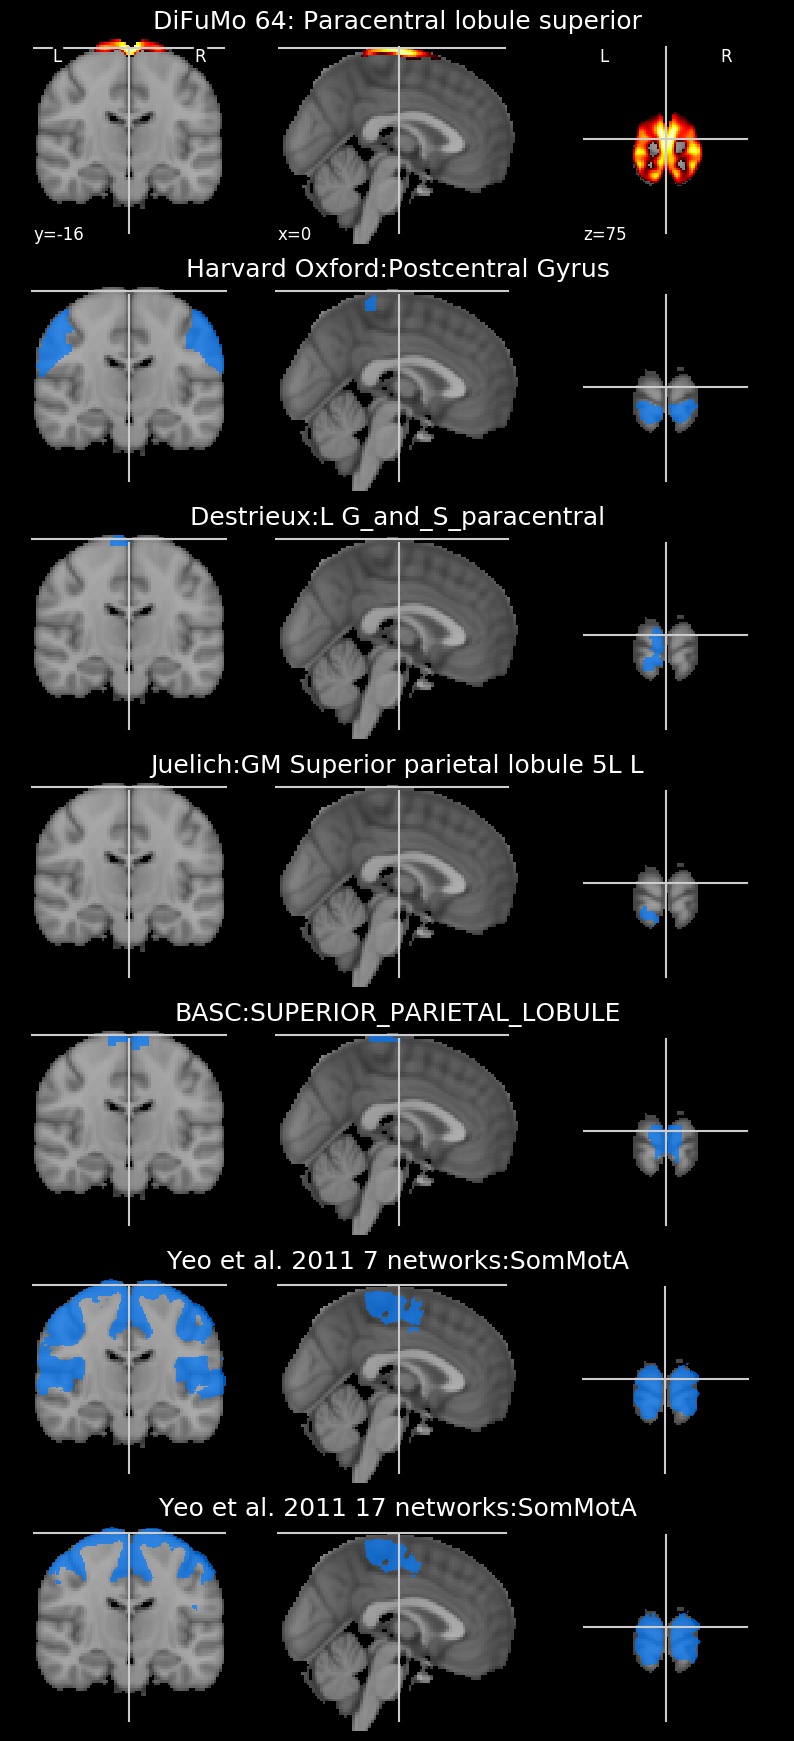 DiFuMo 64: Paracentral lobule superior
L R L R
y=-16 x=0 z=75
Harvard Oxford:Postcentral Gyrus
Destrieux:L G_and_S_paracentral
Juelich:GM Superior parietal lobule 5L L
BASC:SUPERIOR_PARIETAL_LOBULE
Yeo et al. 2011 7 networks:SomMotA
Yeo et al. 2011 17 networks:SomMotA